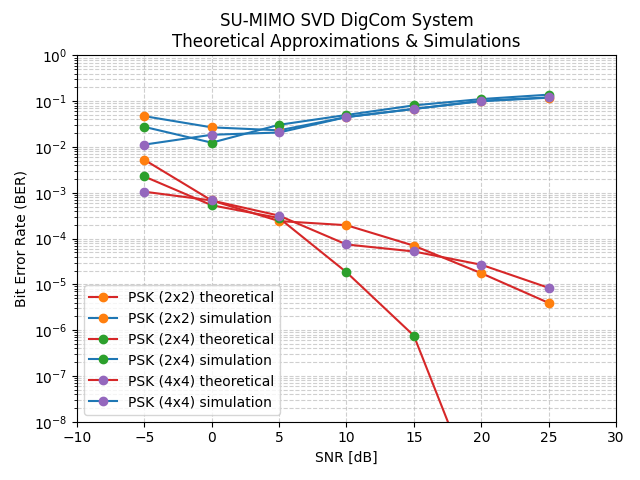 SU-MIMO SVD DigCom System
Theoretical Approximations & Simulations
Bit Error Rate (BER)
10^0
10^-1
10^-2
10^-3
10^-4
10^-5
10^-6
10^-7
10^-8
PSK (2x2) theoretical
PSK (2x2) simulation
PSK (2x4) theoretical
PSK (2x4) simulation
PSK (4x4) theoretical
PSK (4x4) simulation
−10 −5 0 5 10 15 20 25 30
SNR [dB]